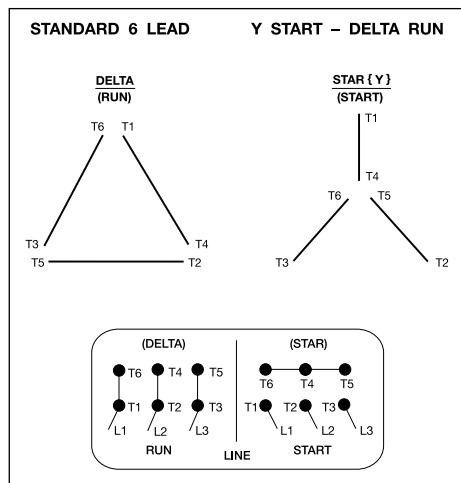 STANDARD 6 LEAD
Y START – DELTA RUN
DELTA
(RUN)
STAR { Y }
(START)
T6 T1
T1
T4
T6 T5
T3 T4
T5 T2
T3 T2
(DELTA)
(STAR)
T6 T4 T5
T6 T4 T5
T1 T2 T3
T1 T2 T3
L1 L2 L3
L1 L2 L3
RUN
LINE
START